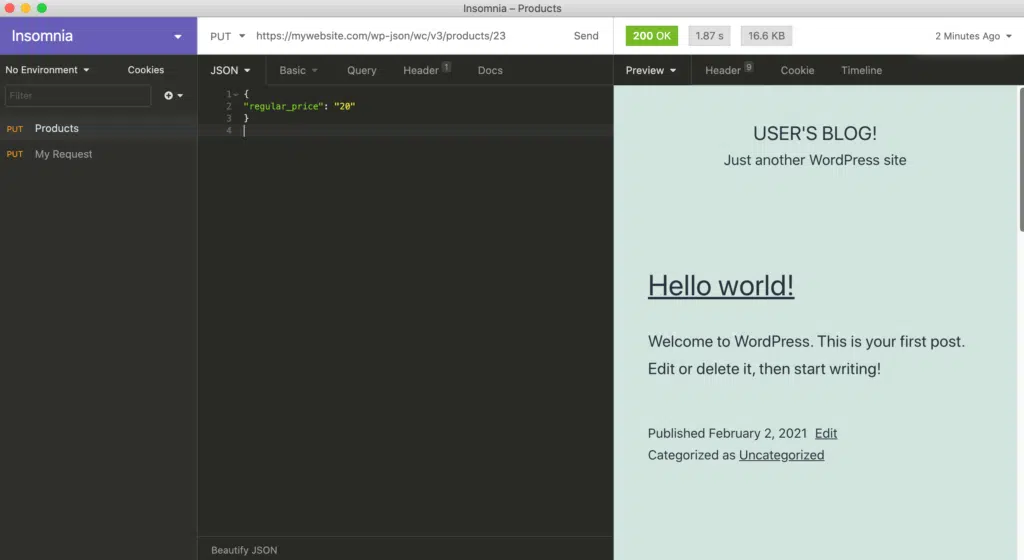 Insomnia – Products
Insomnia
PUT https://mywebsite.com/wp-json/wc/v3/products/23 Send
200 OK 1.87 s 16.6 KB 2 Minutes Ago
No Environment Cookies
JSON Basic Query Header 1 Docs
Preview Header 9 Cookie Timeline
Filter
PUT Products
PUT My Request
1 {
2 "regular_price": "20"
3 }
4
USER'S BLOG!
Just another WordPress site
Hello world!
Welcome to WordPress. This is your first post.
Edit or delete it, then start writing!
Published February 2, 2021 Edit
Categorized as Uncategorized
Beautify JSON